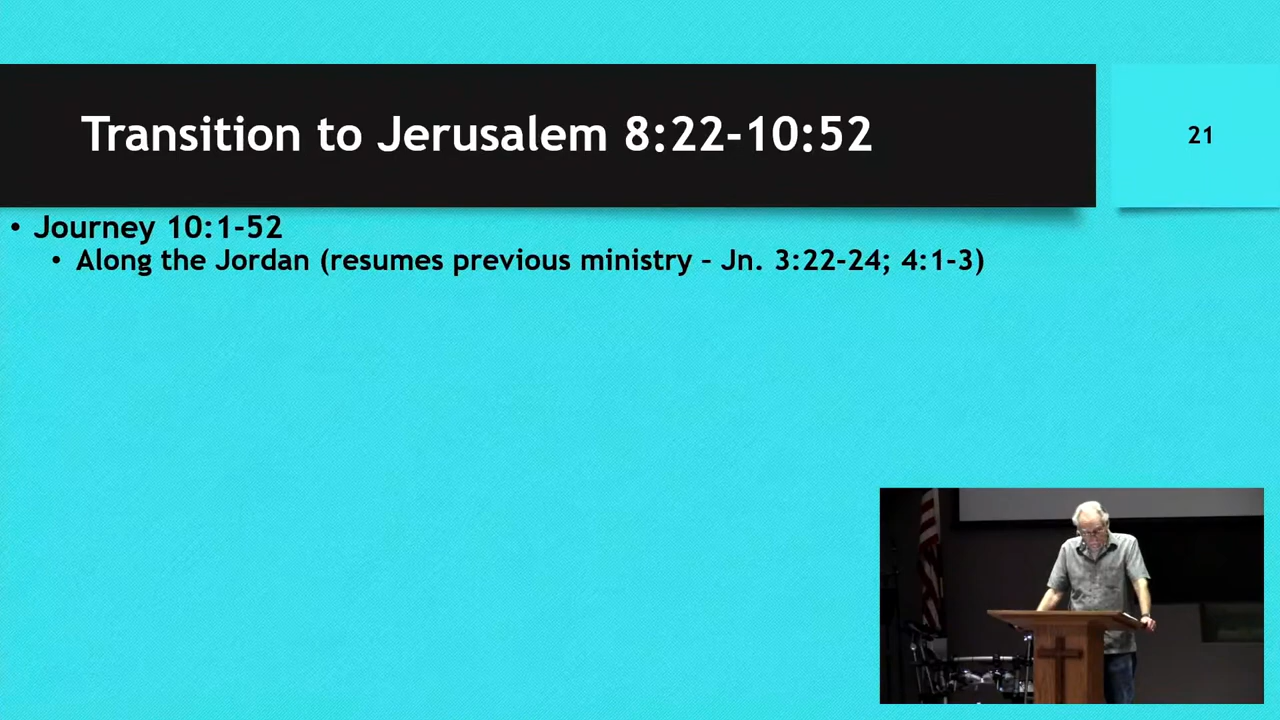 Transition to Jerusalem 8:22-10:52
21
• Journey 10:1-52
• Along the Jordan (resumes previous ministry – Jn. 3:22-24; 4:1-3)